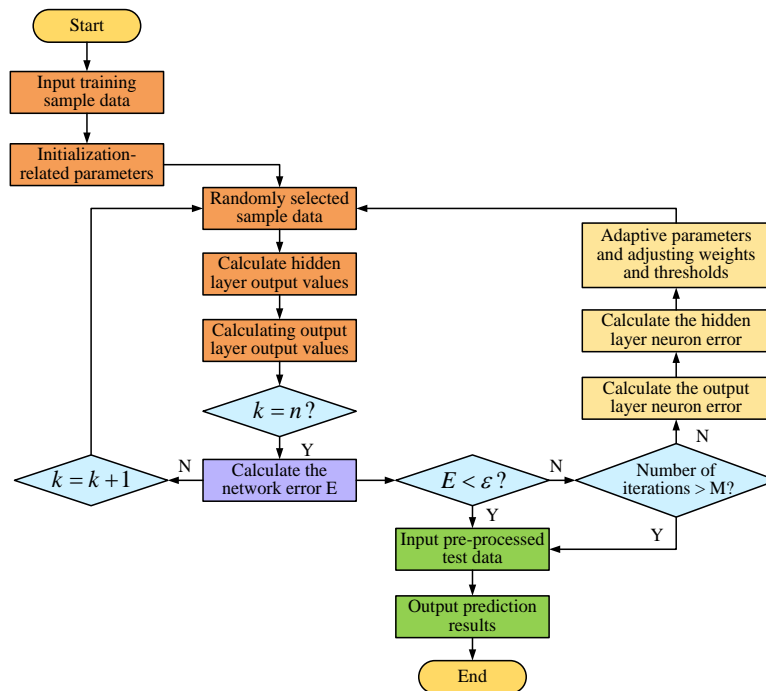 Start
Input training
sample data
Initialization-
related parameters
Randomly selected
sample data
Calculate hidden
layer output values
Calculating output
layer output values
k = n?
Y
Calculate the
network error E
N
k = k + 1
E < ε?
N
Y
Number of
iterations > M?
N
Y
Calculate the output
layer neuron error
Calculate the hidden
layer neuron error
Adaptive parameters
and adjusting weights
and thresholds
Input pre-processed
test data
Output prediction
results
End